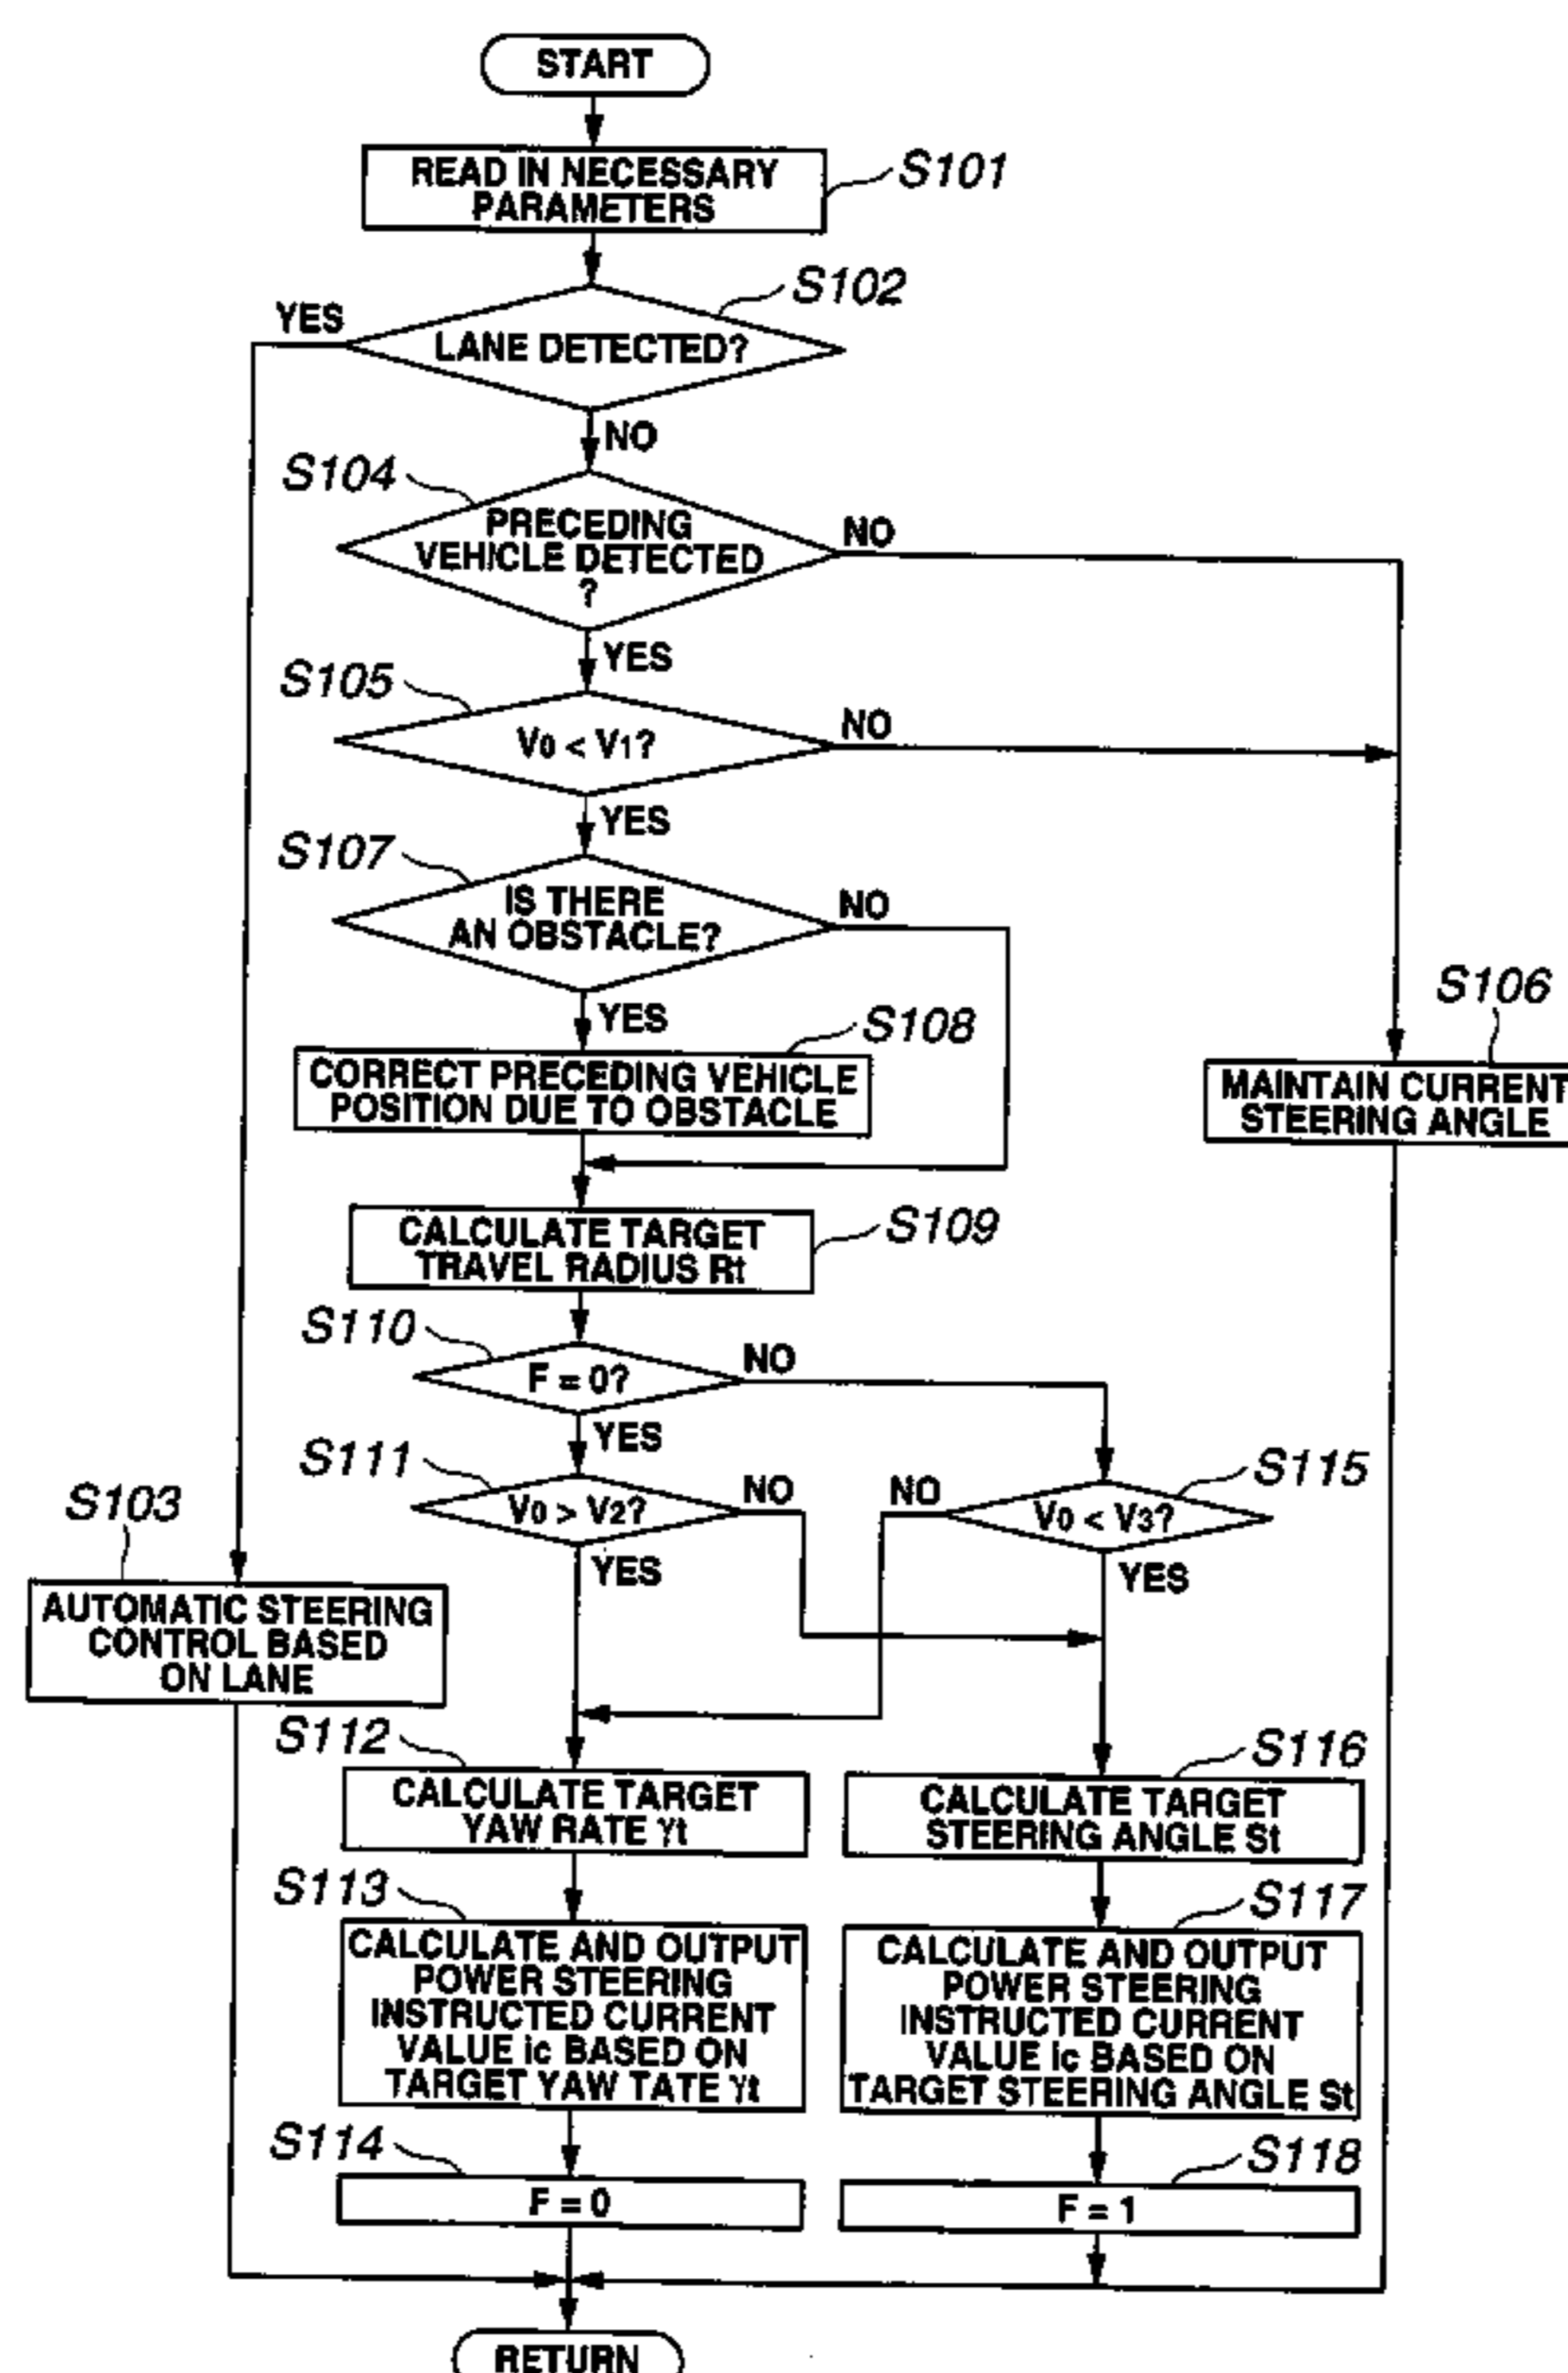 START
READ IN NECESSARY
PARAMETERS
S101
S102
YES
LANE DETECTED?
NO
S104
PRECEDING
VEHICLE DETECTED
?
NO
YES
S105
V0 < V1?
NO
YES
S107
IS THERE
AN OBSTACLE?
NO
YES
S108
CORRECT PRECEDING VEHICLE
POSITION DUE TO OBSTACLE
S106
MAINTAIN CURRENT
STEERING ANGLE
CALCULATE TARGET
TRAVEL RADIUS Rt
S109
S110
F = 0?
NO
YES
S111
V0 > V2?
NO
YES
S115
NO
V0 < V3?
YES
S103
AUTOMATIC STEERING
CONTROL BASED
ON LANE
S112
CALCULATE TARGET
YAW RATE γt
S116
CALCULATE TARGET
STEERING ANGLE St
S113
CALCULATE AND OUTPUT
POWER STEERING
INSTRUCTED CURRENT
VALUE ic BASED ON
TARGET YAW TATE γt
S117
CALCULATE AND OUTPUT
POWER STEERING
INSTRUCTED CURRENT
VALUE ic BASED ON
TARGET STEERING ANGLE St
S114
F = 0
S118
F = 1
RETURN